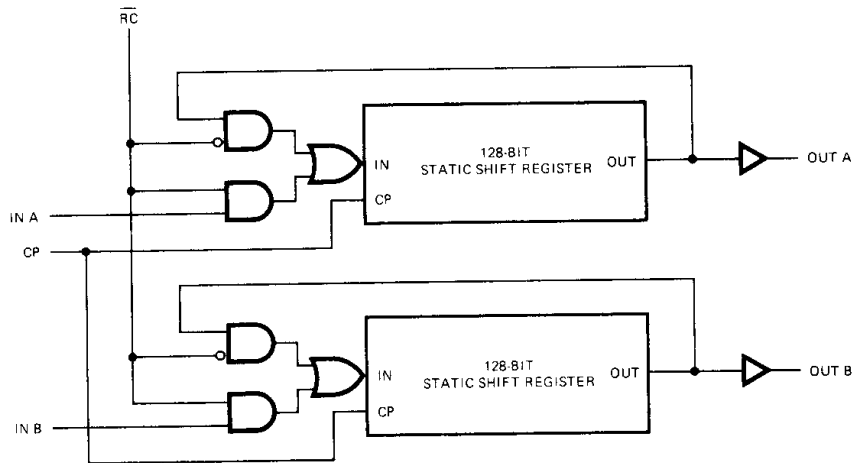 R̅C̅
128-BIT
STATIC SHIFT REGISTER
IN
OUT
CP
OUT A
IN A
CP
128-BIT
STATIC SHIFT REGISTER
IN
OUT
CP
OUT B
IN B